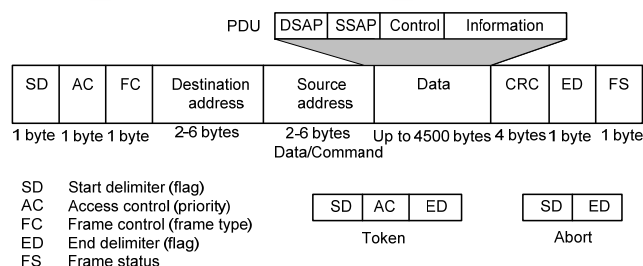 PDU DSAP SSAP Control Information
SD AC FC Destination address Source address Data CRC ED FS
1 byte 1 byte 1 byte 2-6 bytes 2-6 bytes Up to 4500 bytes 4 bytes 1 byte 1 byte
Data/Command
SD Start delimiter (flag)
AC Access control (priority)
FC Frame control (frame type)
ED End delimiter (flag)
FS Frame status
SD AC ED
Token
SD ED
Abort